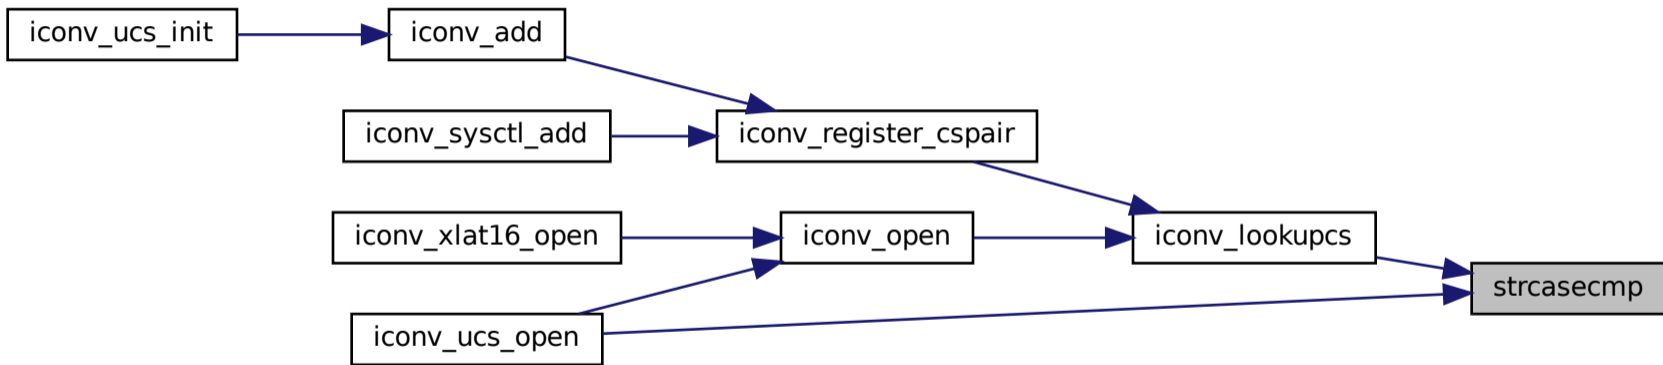 iconv_ucs_init
iconv_add
iconv_sysctl_add
iconv_register_cspair
iconv_xlat16_open
iconv_open
iconv_lookupcs
strcasecmp
iconv_ucs_open